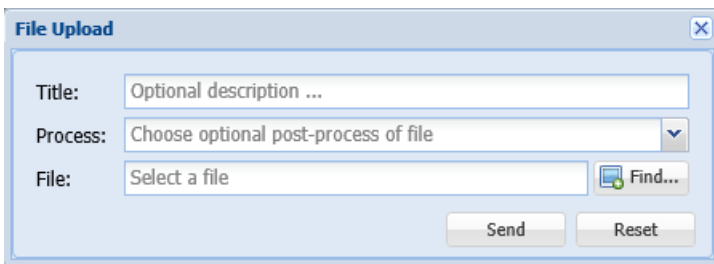 File Upload
Title: Optional description ...
Process: Choose optional post-process of file
File: Select a file Find...
Send Reset